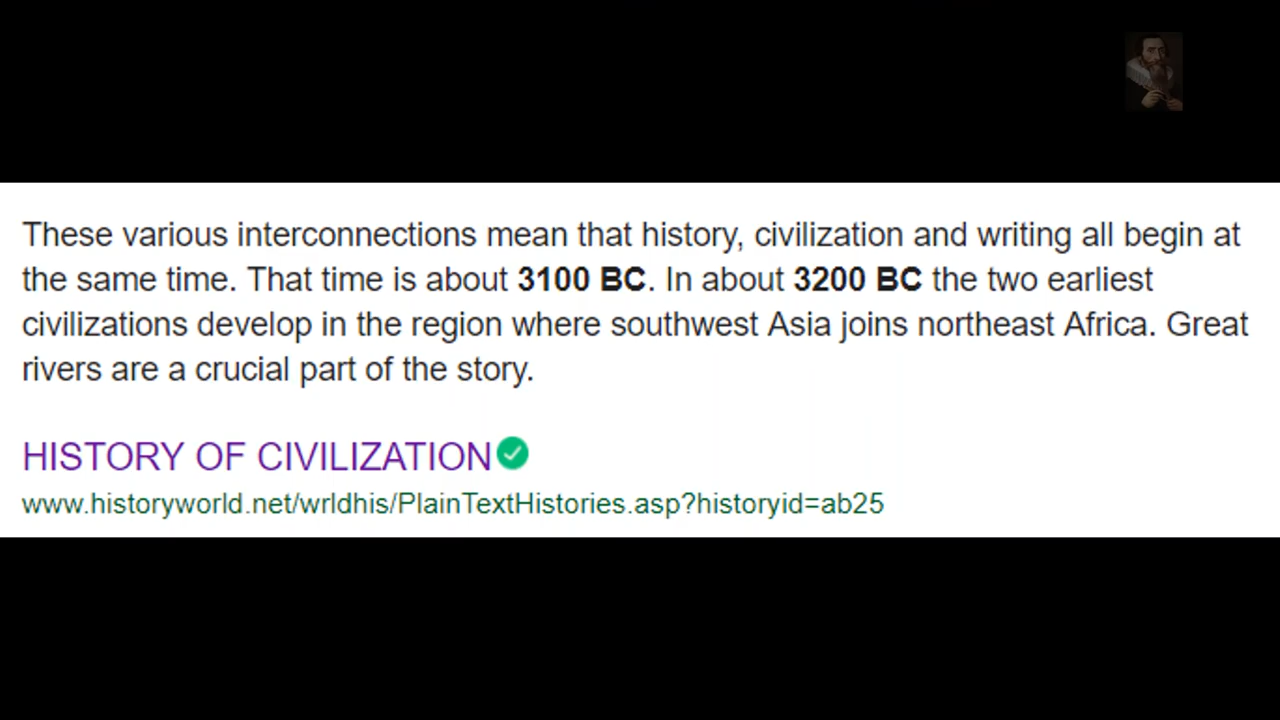 These various interconnections mean that history, civilization and writing all begin at
the same time. That time is about 3100 BC. In about 3200 BC the two earliest
civilizations develop in the region where southwest Asia joins northeast Africa. Great
rivers are a crucial part of the story.
HISTORY OF CIVILIZATION
www.historyworld.net/wrldhis/PlainTextHistories.asp?historyid=ab25